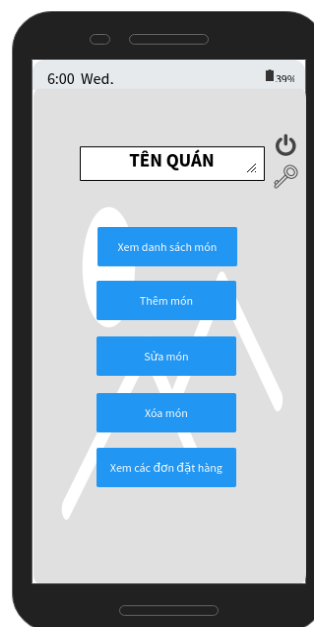 6:00 Wed.
39%
TÊN QUÁN
Xem danh sách món
Thêm món
Sửa món
Xóa món
Xem các đơn đặt hàng